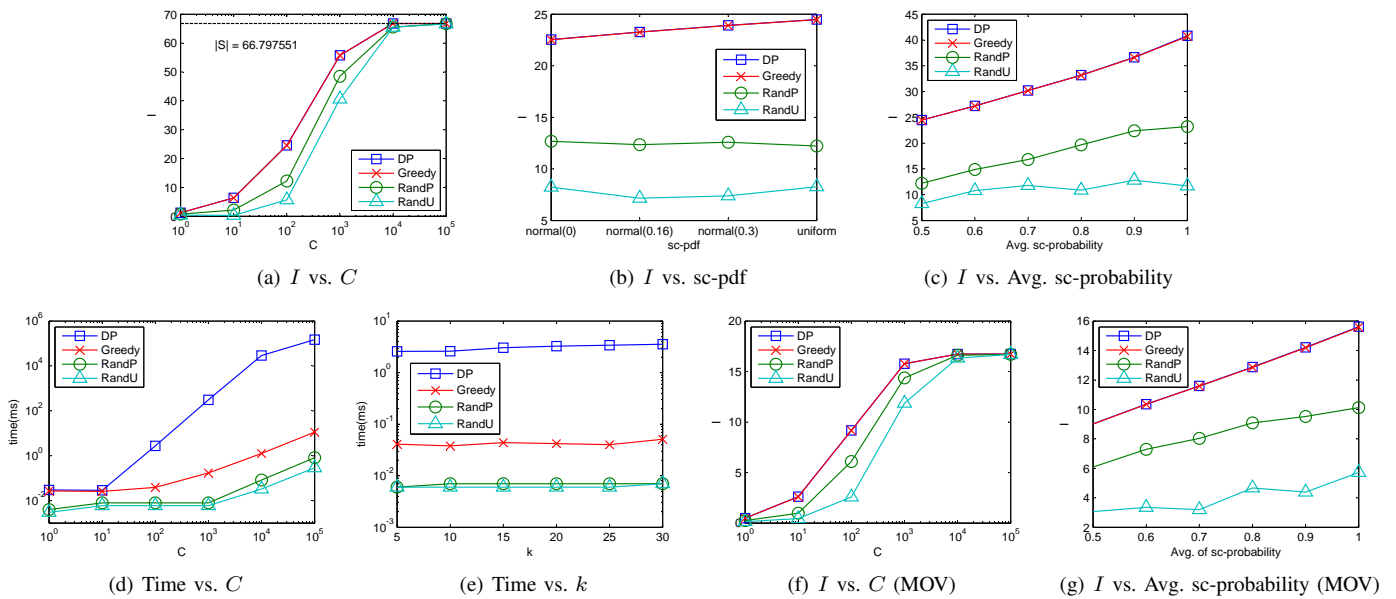 70
60
50
40
30
20
10
0
|S| = 66.797551
I
DP
Greedy
RandP
RandU
10^0
10^1
10^2
10^3
10^4
10^5
C
(a) I vs. C
25
20
15
10
5
I
DP
Greedy
RandP
RandU
normal(0)
normal(0.16)
normal(0.3)
uniform
sc-pdf
(b) I vs. sc-pdf
45
40
35
30
25
20
15
10
5
I
DP
Greedy
RandP
RandU
0.5
0.6
0.7
0.8
0.9
1
Avg. sc-probability
(c) I vs. Avg. sc-probability
10^6
10^4
10^2
10^0
10^-2
time(ms)
DP
Greedy
RandP
RandU
10^0
10^1
10^2
10^3
10^4
10^5
C
(d) Time vs. C
10^1
10^0
10^-1
10^-2
10^-3
time(ms)
DP
Greedy
RandP
RandU
5
10
15
20
25
30
k
(e) Time vs. k
20
15
10
5
0
I
DP
Greedy
RandP
RandU
10^0
10^1
10^2
10^3
10^4
10^5
C
(f) I vs. C (MOV)
16
14
12
10
8
6
4
2
I
DP
Greedy
RandP
RandU
0.5
0.6
0.7
0.8
0.9
1
Avg. of sc-probability
(g) I vs. Avg. sc-probability (MOV)